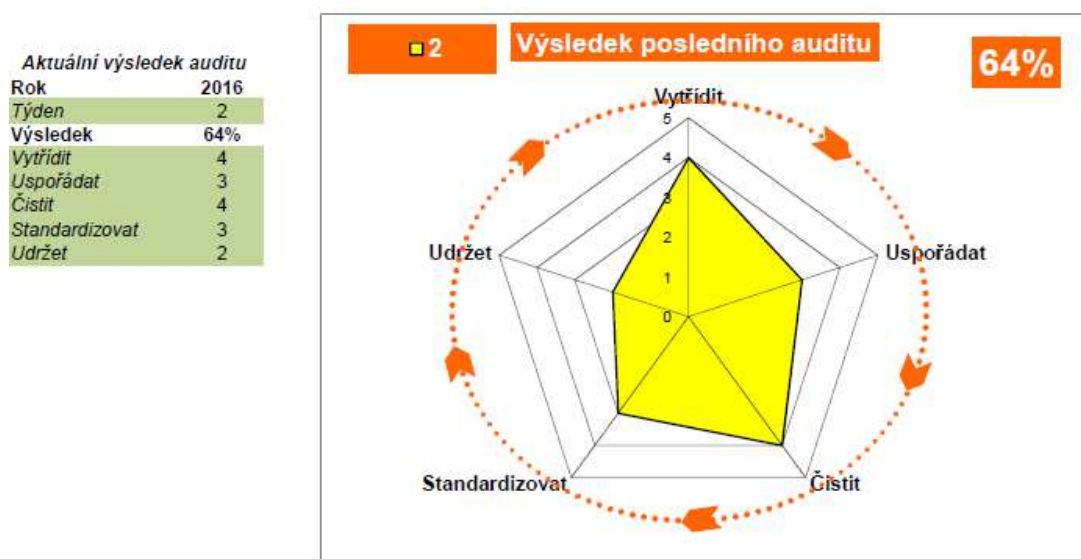 Aktuální výsledek auditu
Rok 2016
Týden 2
Výsledek 64%
Vytřídit 4
Uspořádat 3
Čistit 4
Standardizovat 3
Udržet 2
2
Výsledek posledního auditu
64%
Vytřídit
5
4
3
2
1
0
Udržet
Uspořádat
Standardizovat
Čistit